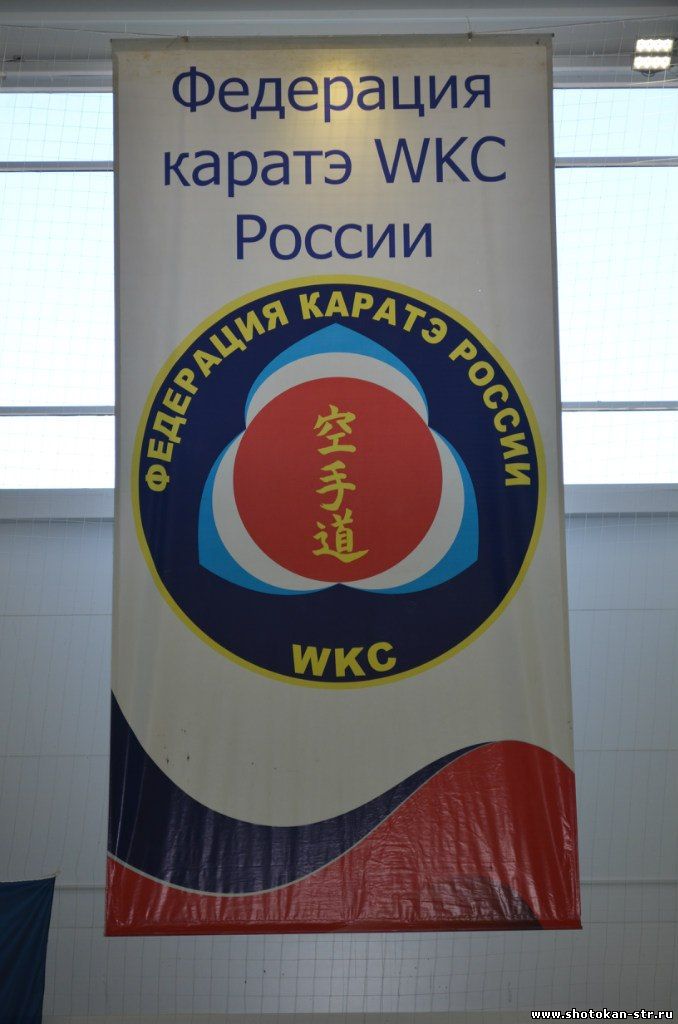 Федерация
каратэ WKC
России
ФЕДЕРАЦИЯ КАРАТЭ РОССИИ
空
手
道
WKC
www.shotokan-str.ru